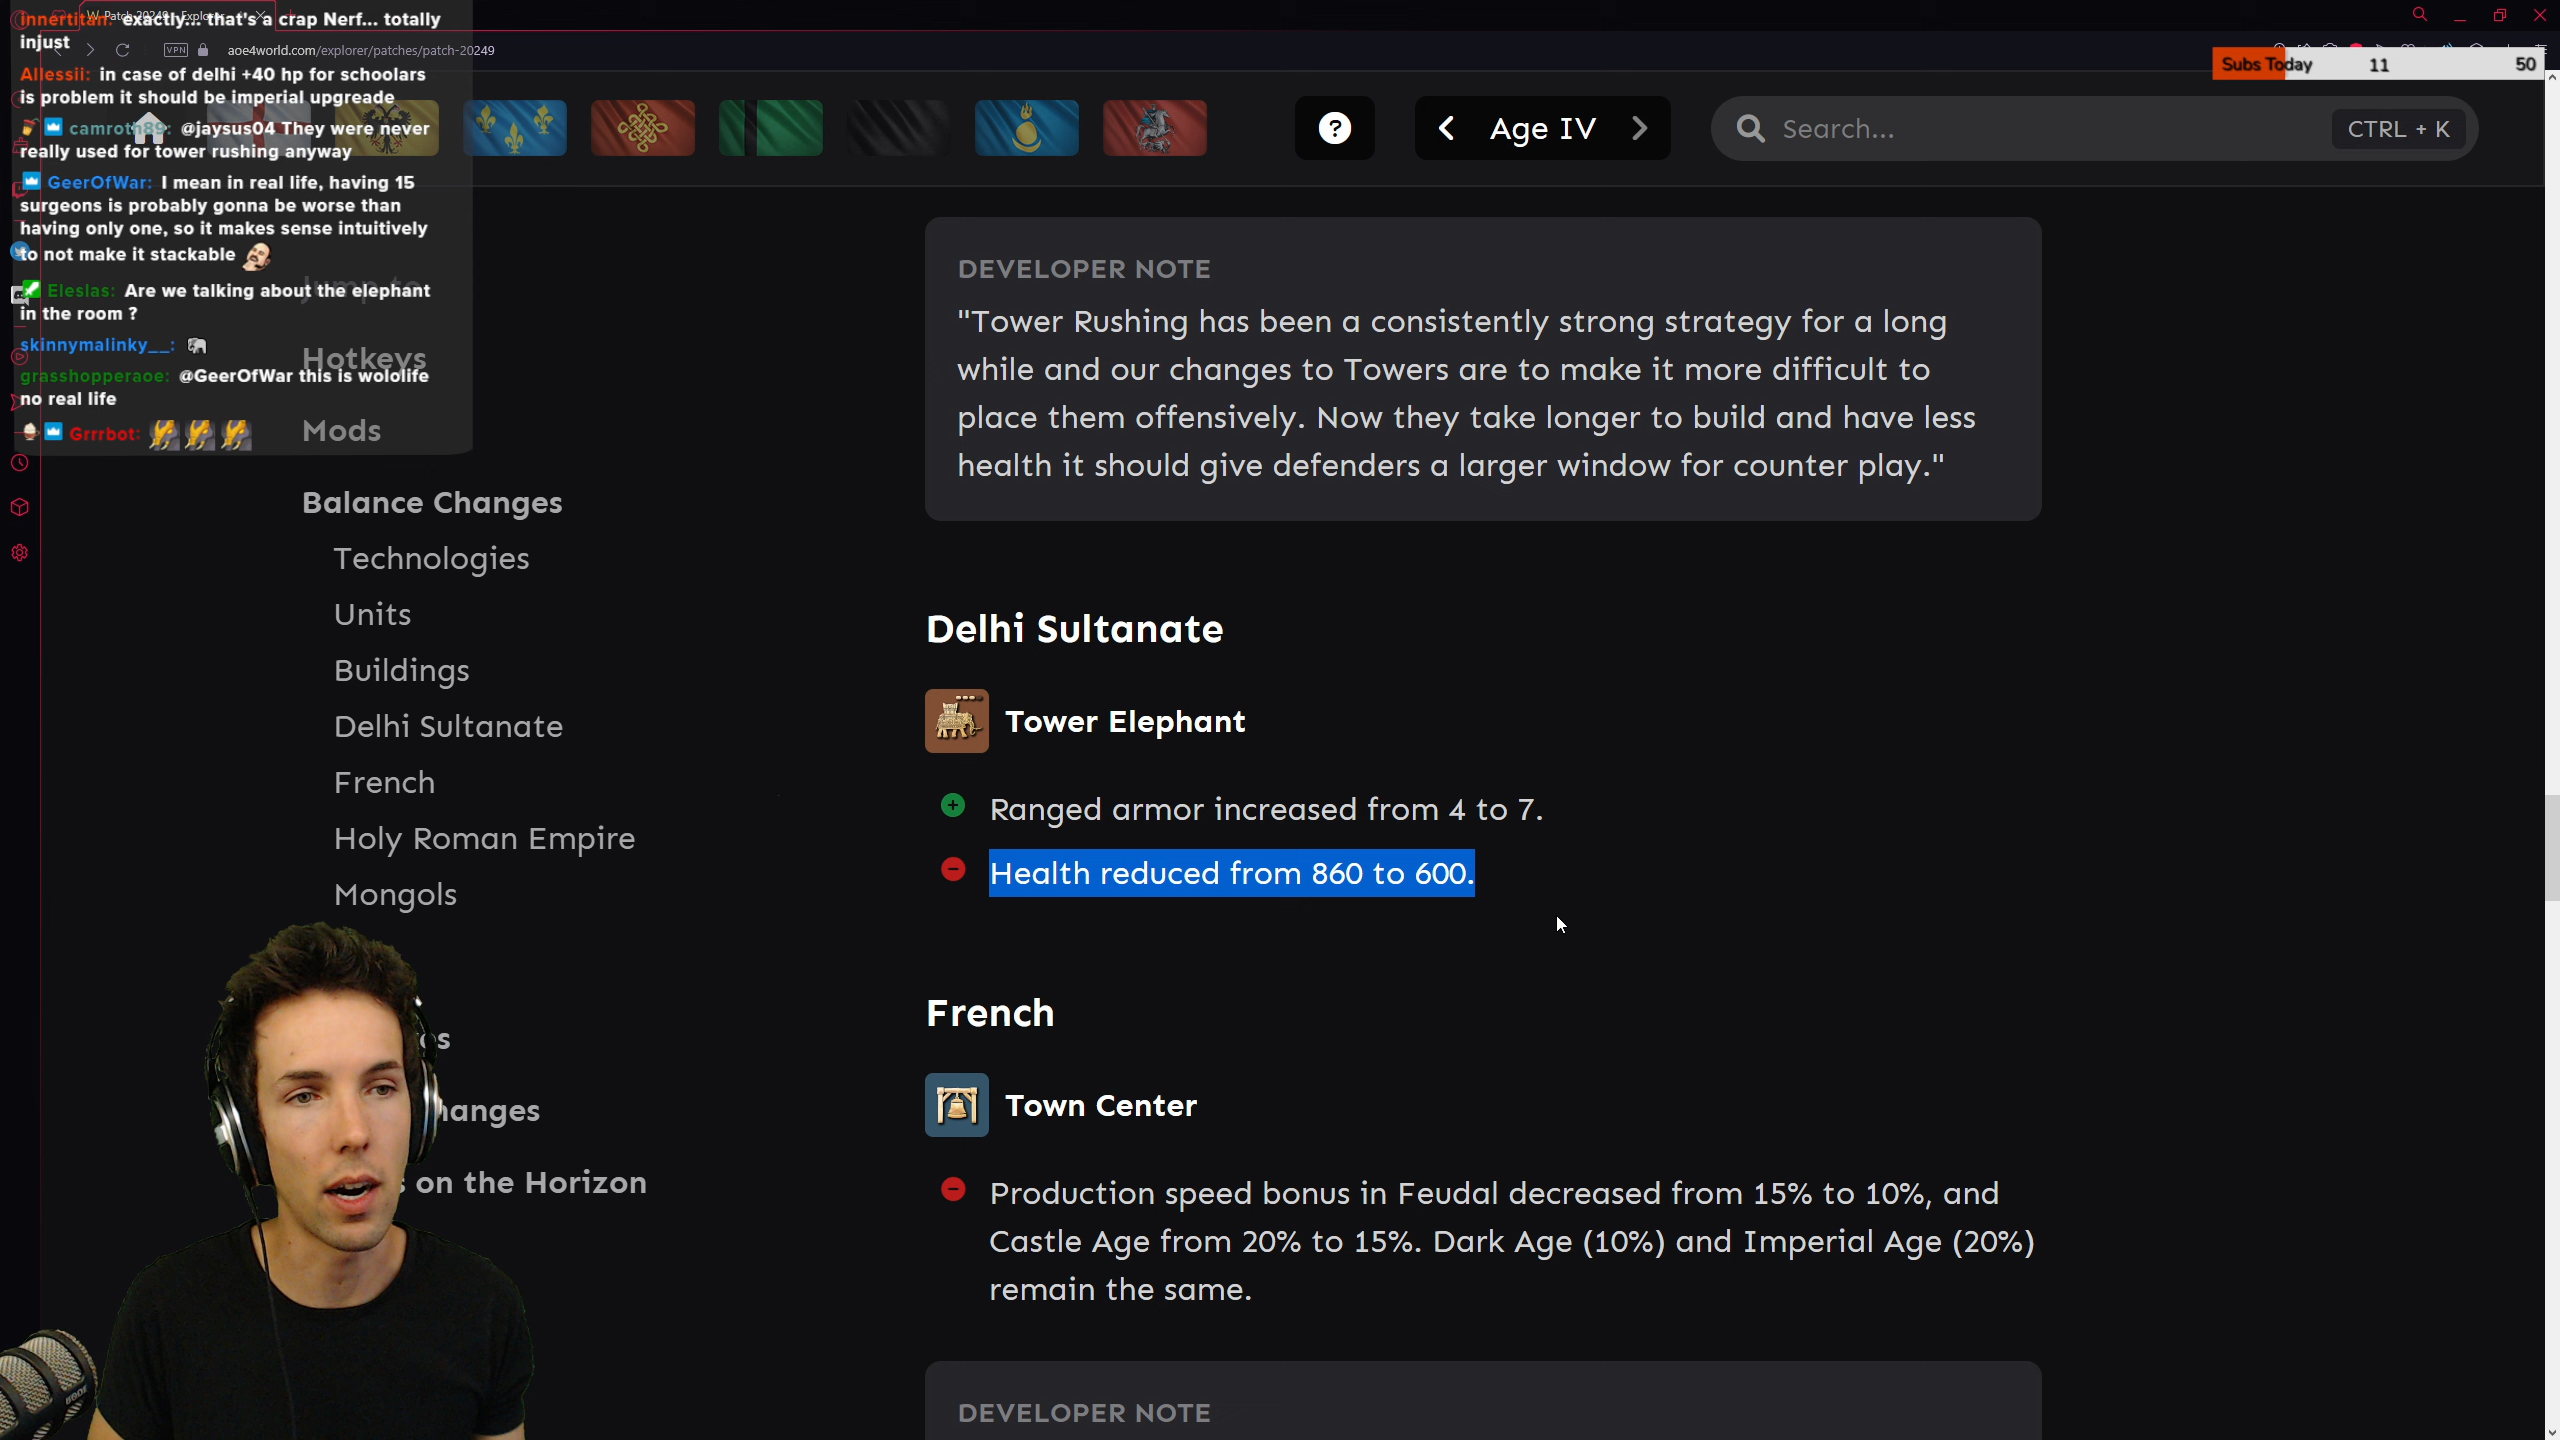 innertitan: exactly... that's a crap Nerf... totally
injust
Allessii: in case of delhi +40 hp for schoolars
is problem it should be imperial upgreade
camroth89: @jaysus04 They were never
really used for tower rushing anyway
GeerOfWar: I mean in real life, having 15
surgeons is probably gonna be worse than
having only one, so it makes sense intuitively
to not make it stackable
Eleslas: Are we talking about the elephant
in the room ?
skinnymalinky__:
grasshopperaoe: @GeerOfWar this is wololife
no real life
Grrrbot:
VPN
aoe4world.com/explorer/patches/patch-20249
Subs Today 11 50
?
Age IV
Search...
CTRL + K
Jump to
Hotkeys
Mods
Balance Changes
Technologies
Units
Buildings
Delhi Sultanate
French
Holy Roman Empire
Mongols
hanges
on the Horizon
DEVELOPER NOTE
"Tower Rushing has been a consistently strong strategy for a long
while and our changes to Towers are to make it more difficult to
place them offensively. Now they take longer to build and have less
health it should give defenders a larger window for counter play."
Delhi Sultanate
Tower Elephant
Ranged armor increased from 4 to 7.
Health reduced from 860 to 600.
French
Town Center
Production speed bonus in Feudal decreased from 15% to 10%, and
Castle Age from 20% to 15%. Dark Age (10%) and Imperial Age (20%)
remain the same.
DEVELOPER NOTE